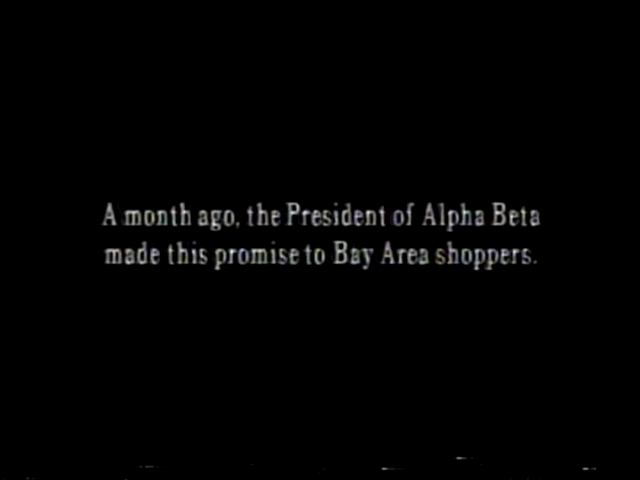 A month ago, the President of Alpha Beta
made this promise to Bay Area shoppers.